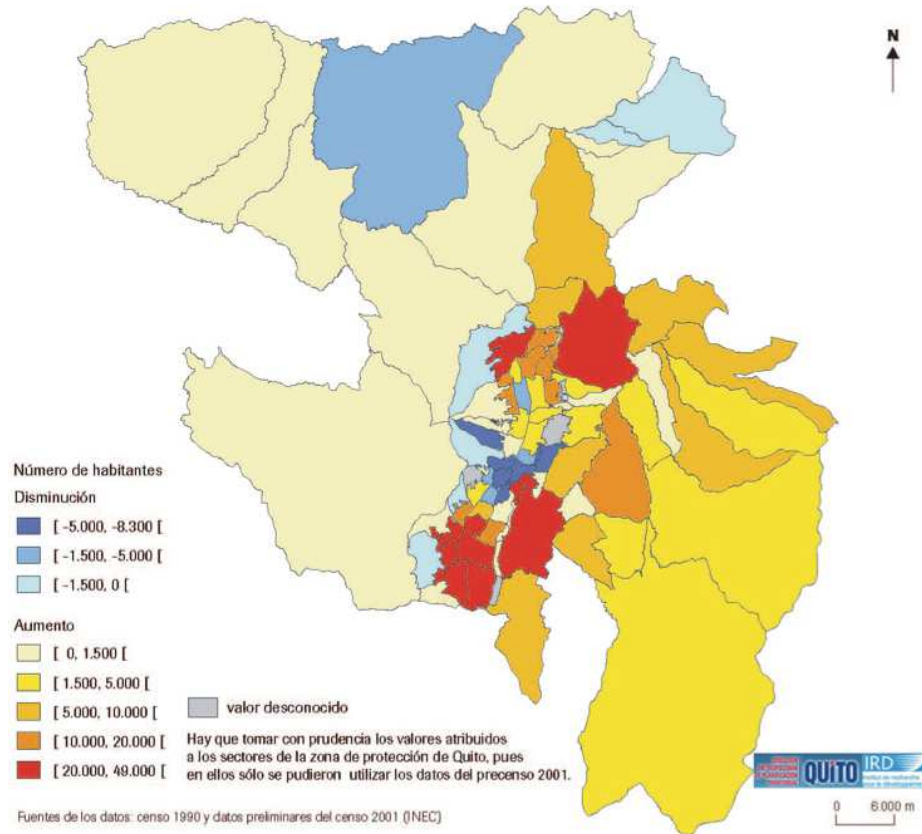 N
Número de habitantes
Disminución
[ -5.000, -8.300 [
[ -1.500, -5.000 [
[ -1.500, 0 [
Aumento
[ 0, 1.500 [
[ 1.500, 5.000 [
[ 5.000, 10.000 [
[ 10.000, 20.000 [
[ 20.000, 49.000 [
valor desconocido
Hay que tomar con prudencia los valores atribuidos
a los sectores de la zona de protección de Quito, pues
en ellos sólo se pudieron utilizar los datos del precenso 2001.
QUITO
IRD
0 6.000 m
Fuentes de los datos: censo 1990 y datos preliminares del censo 2001 (INEC)